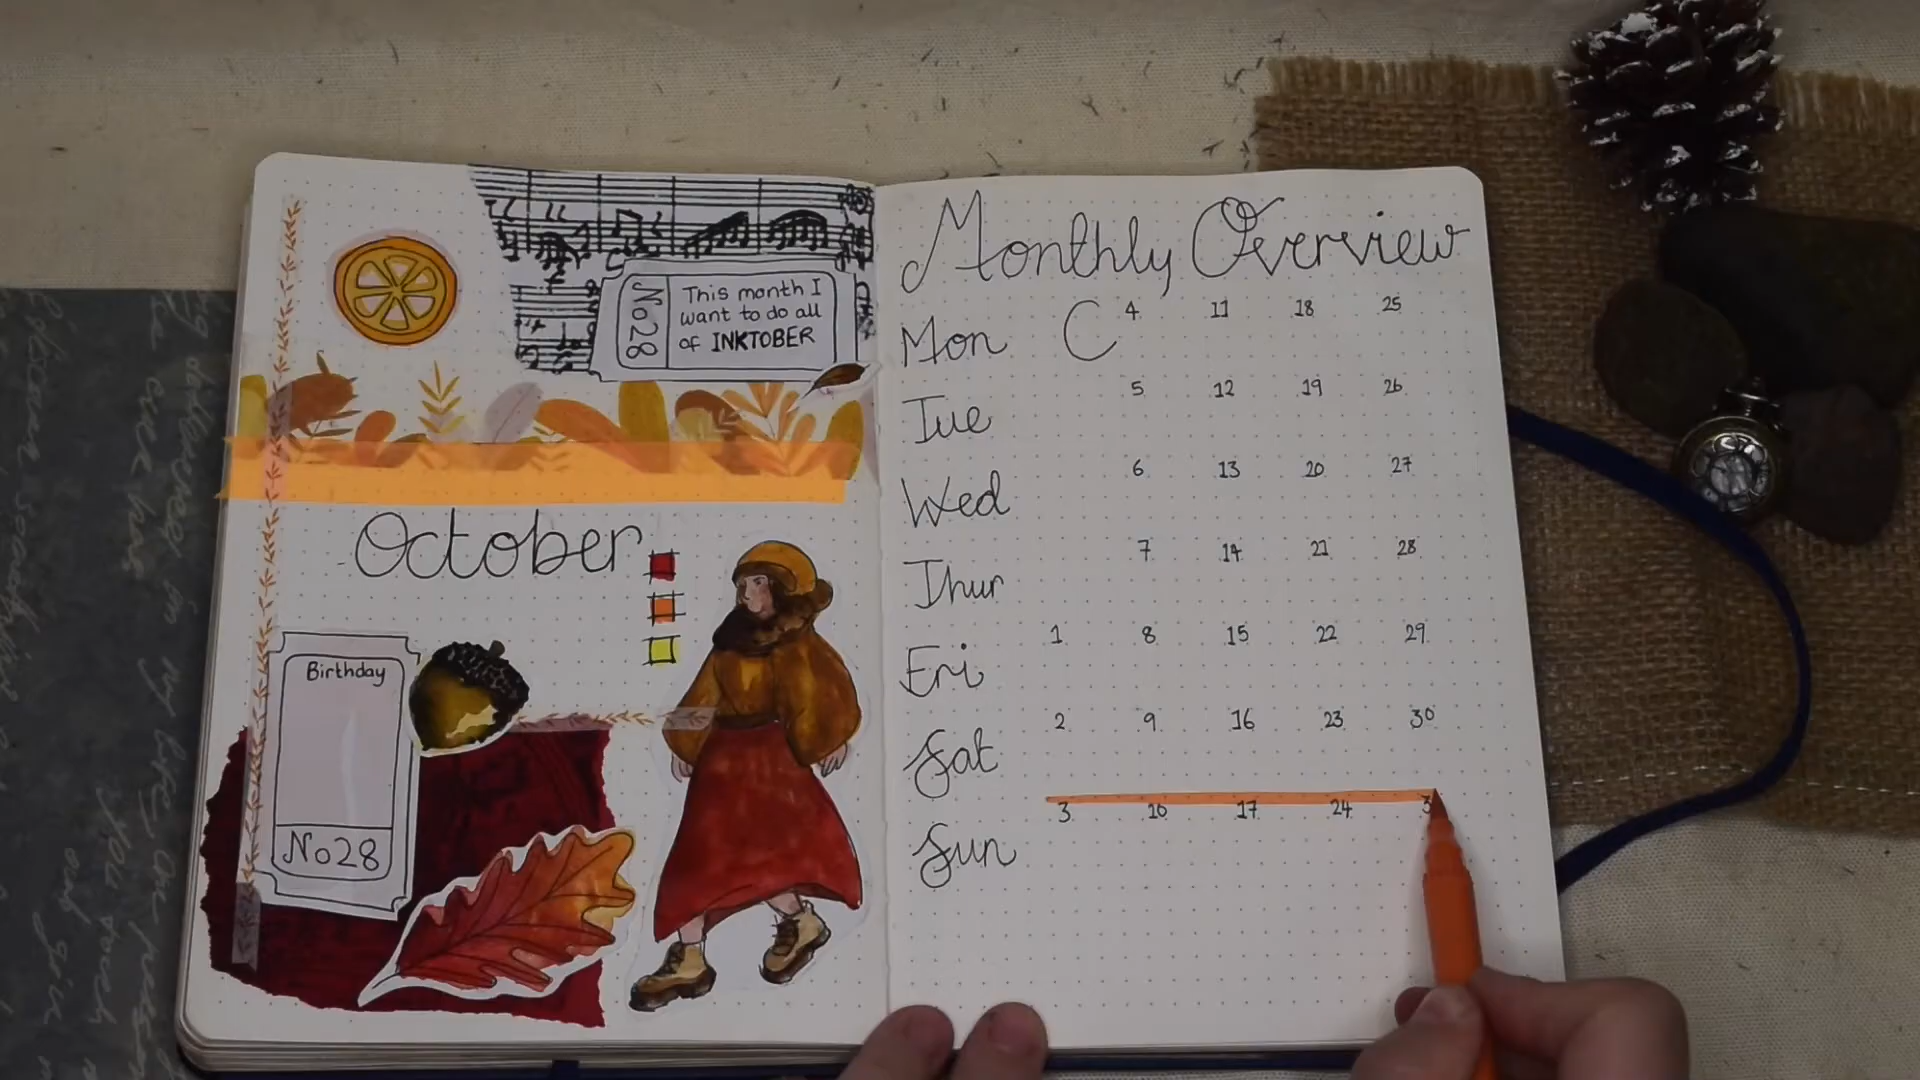 No28
This month I
want to do all
of INKTOBER
October
Birthday
No28
Monthly Overview
Mon C 4 11 18 25
Tue 5 12 19 26
Wed 6 13 20 27
Thur 7 14 21 28
Fri 1 8 15 22 29
Sat 2 9 16 23 30
Sun 3 10 17 24 3